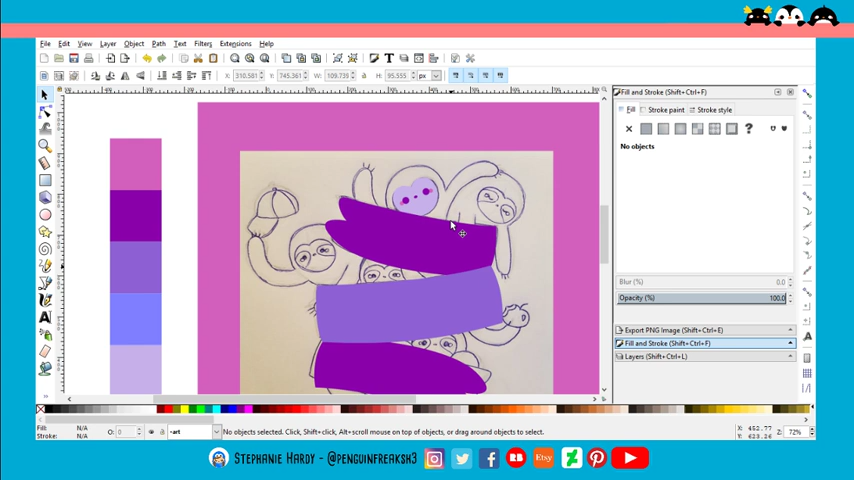 File Edit View Layer Object Path Text Filters Extensions Help
X: 310.581 Y: 745.361 W: 109.739 H: 95.555 px
Fill and Stroke (Shift+Ctrl+F)
Fill Stroke paint Stroke style
No objects
Blur (%) 0.0
Opacity (%) 100.0
Export PNG Image (Shift+Ctrl+E)
Fill and Stroke (Shift+Ctrl+F)
Layers (Shift+Ctrl+L)
Fill: N/A
Stroke: N/A
O: 0
-art
No objects selected. Click, Shift+click, Alt+scroll mouse on top of objects, or drag around objects to select.
X: 452.77
Y: 623.26
Z: 72%
Stephanie Hardy - @penguinfreaksh3
Etsy